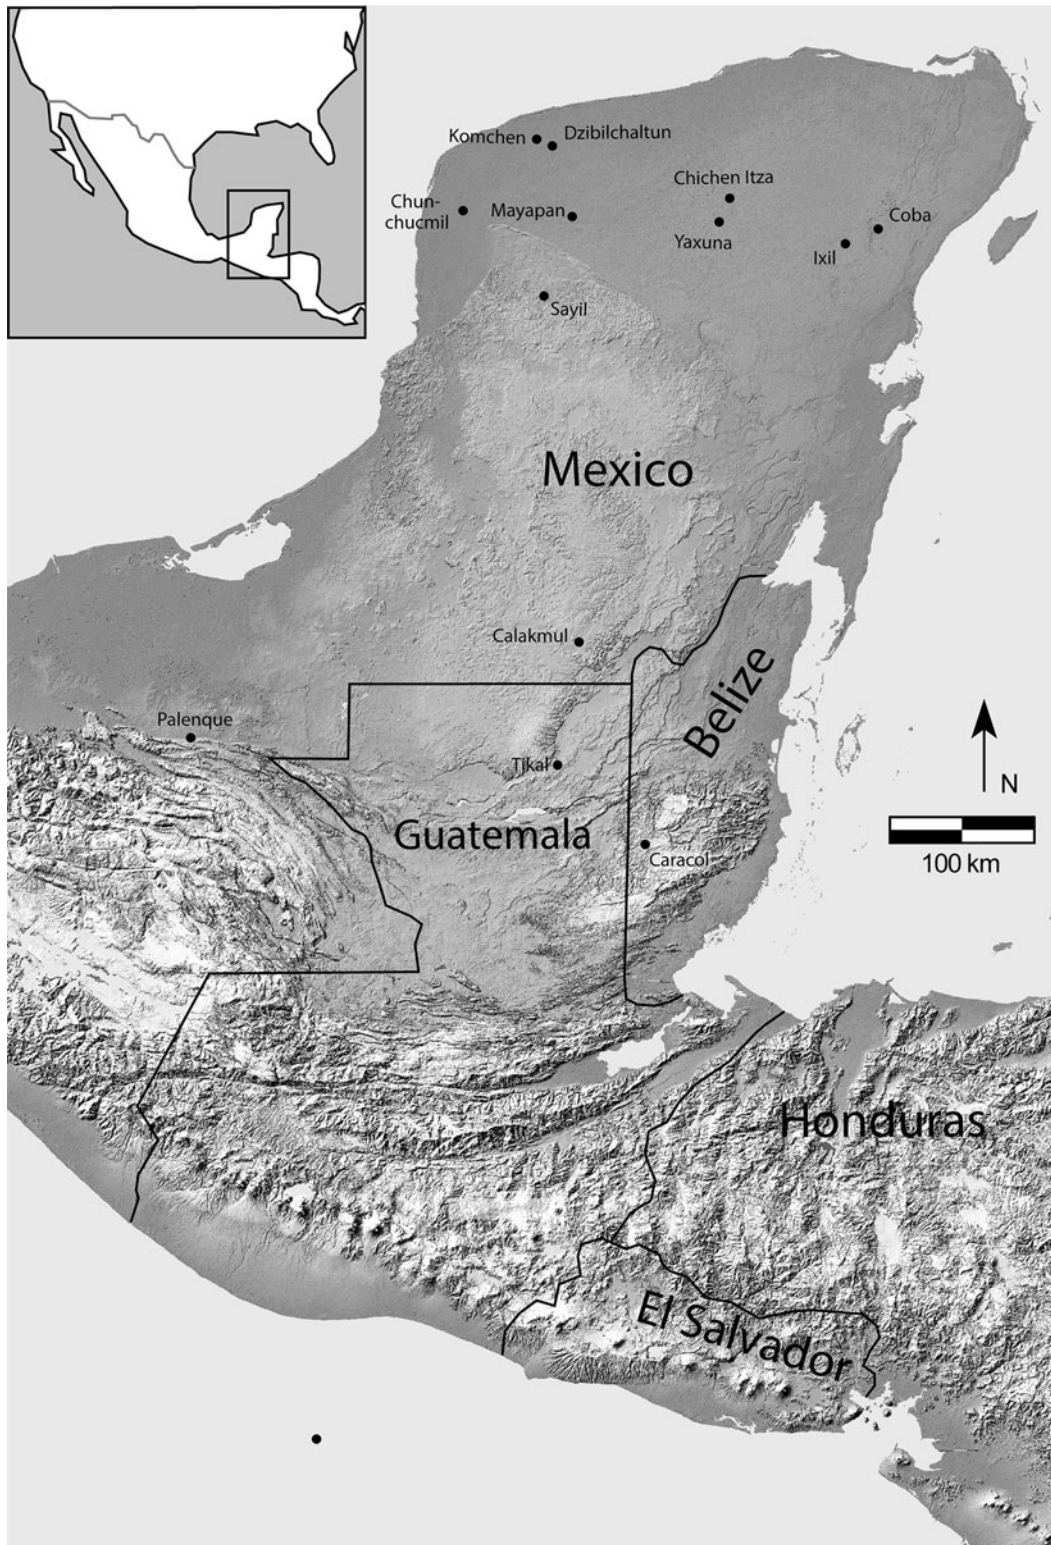 Komchen
Dzibilchaltun
Chichen Itza
Chun-
chucmil
Mayapan
Yaxuna
Coba
Ixil
Sayil
Mexico
Calakmul
Belize
Palenque
Tikal
N
Guatemala
Caracol
100 km
Honduras
El Salvador